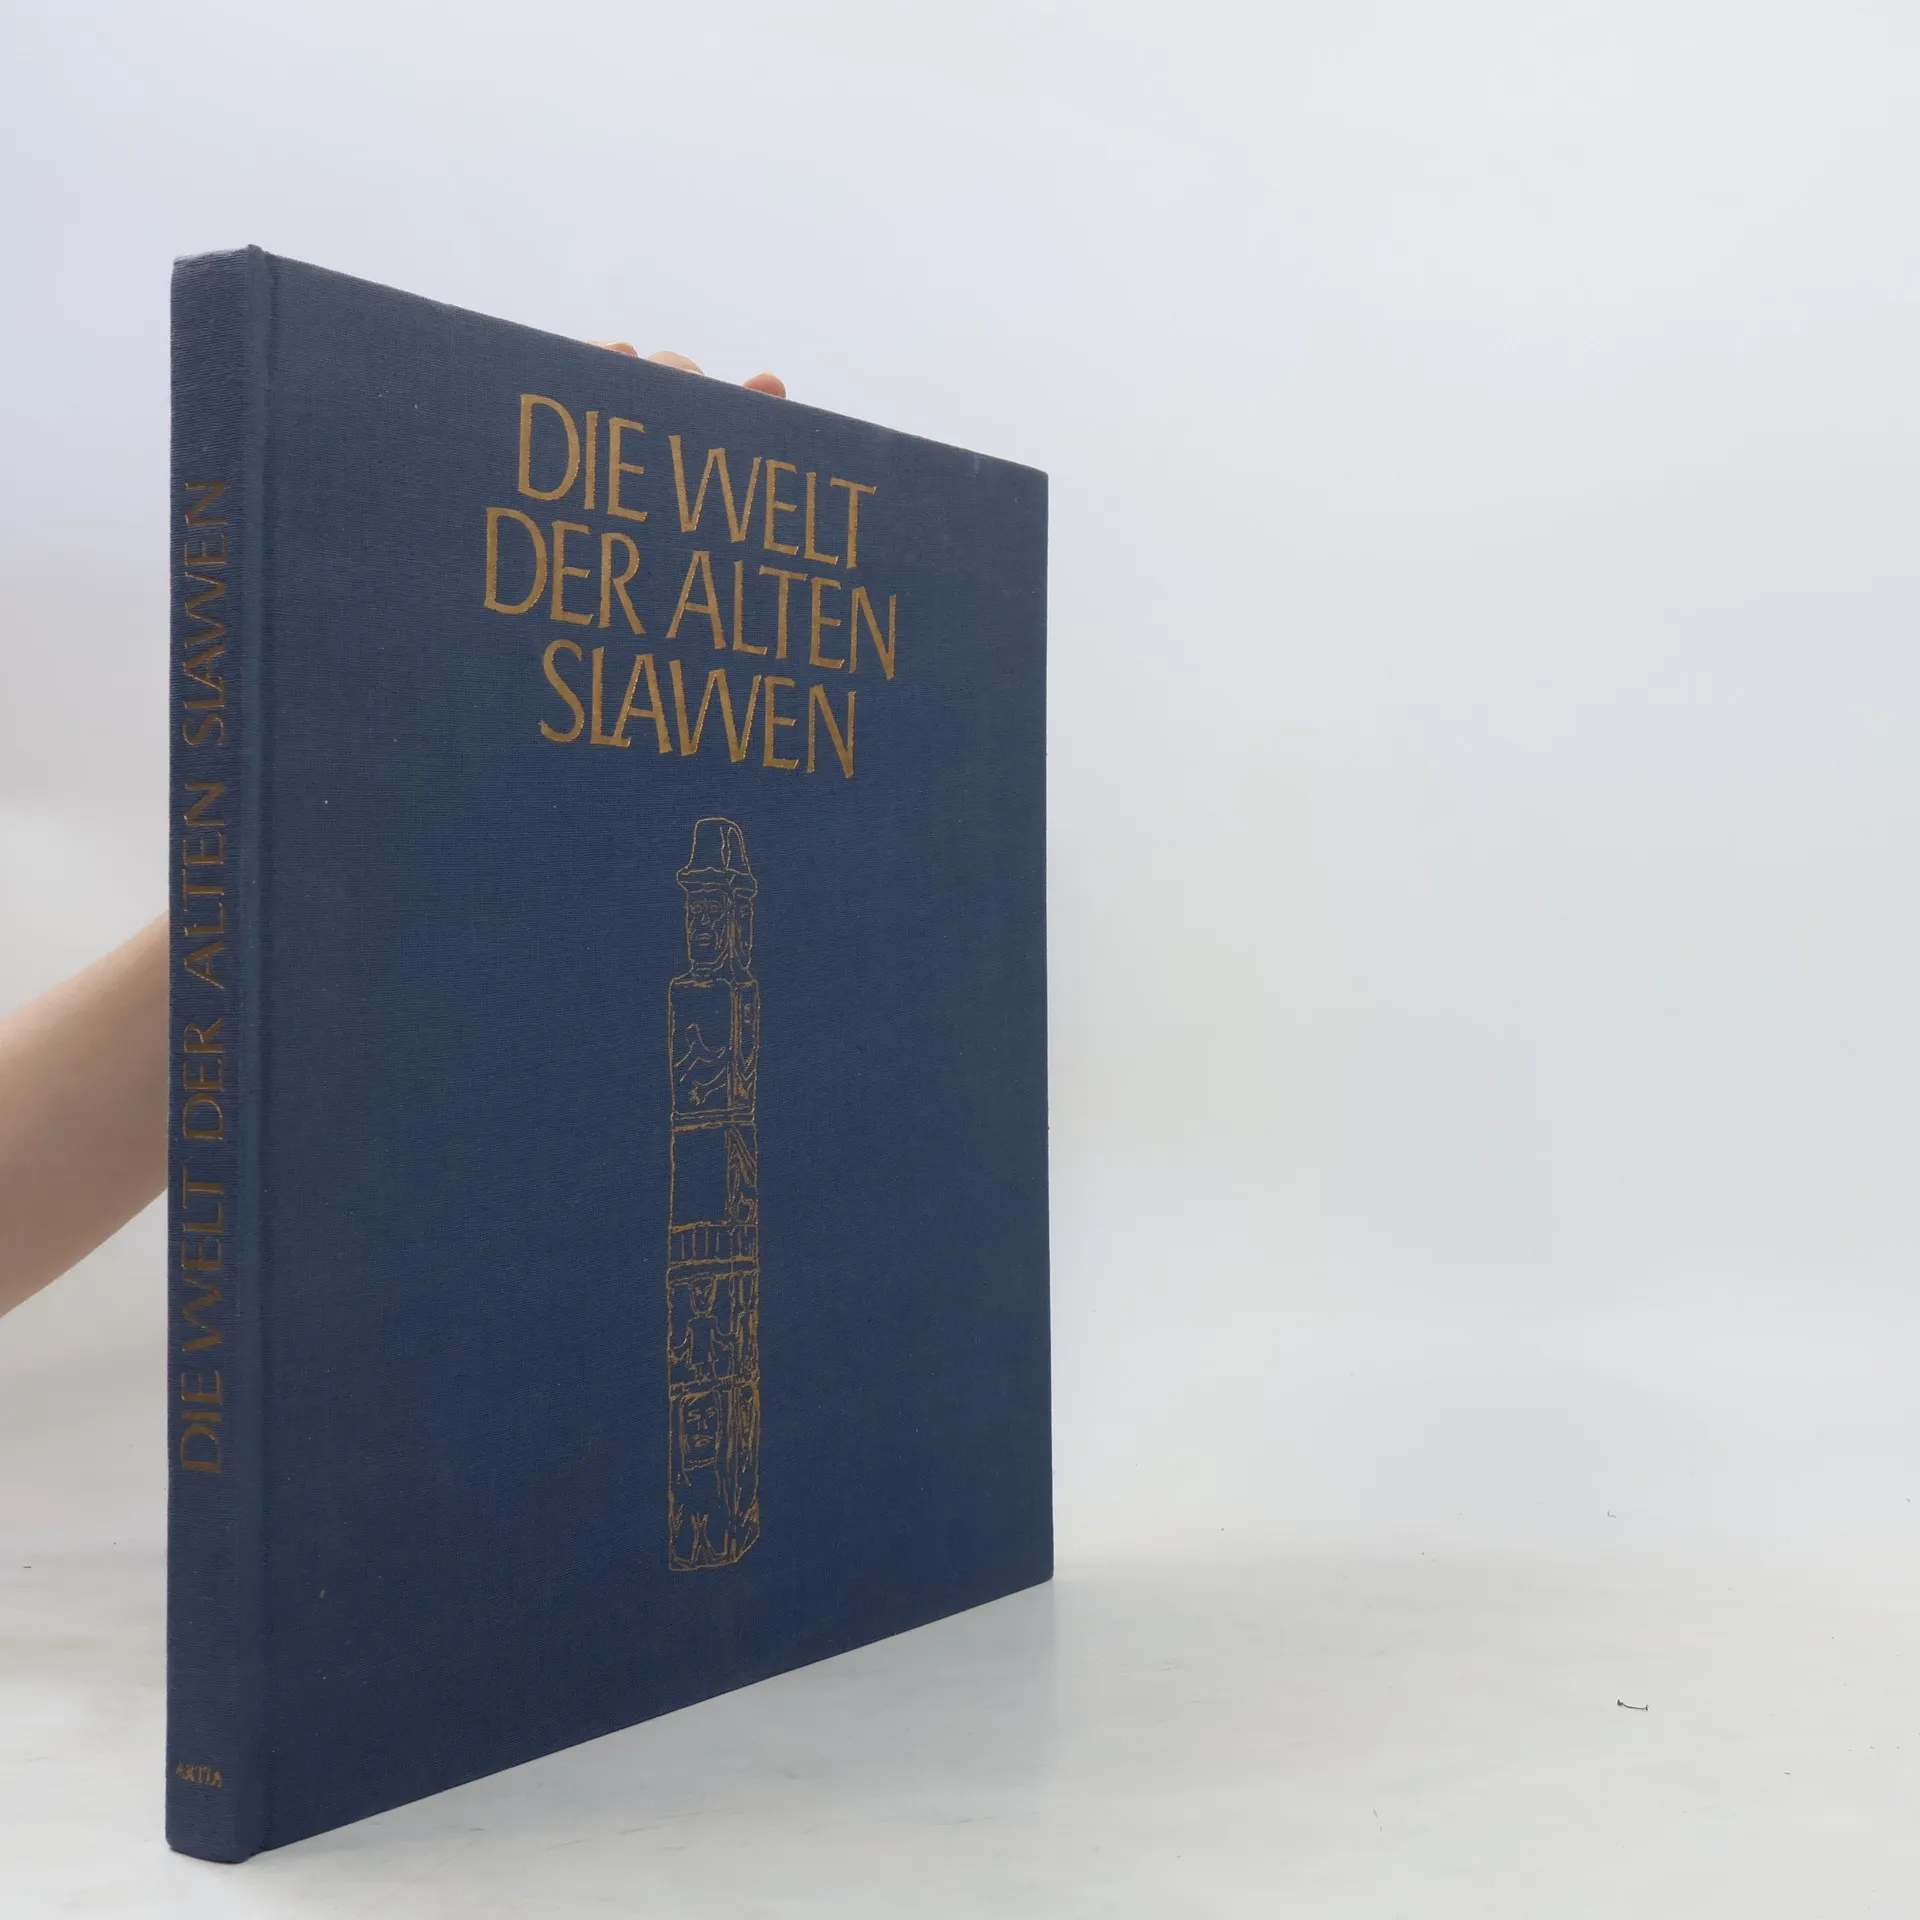 DIE WELT
DER ALTEN
SLAWEN
DIE WELT DER ALTEN SLAWEN
ARTIA